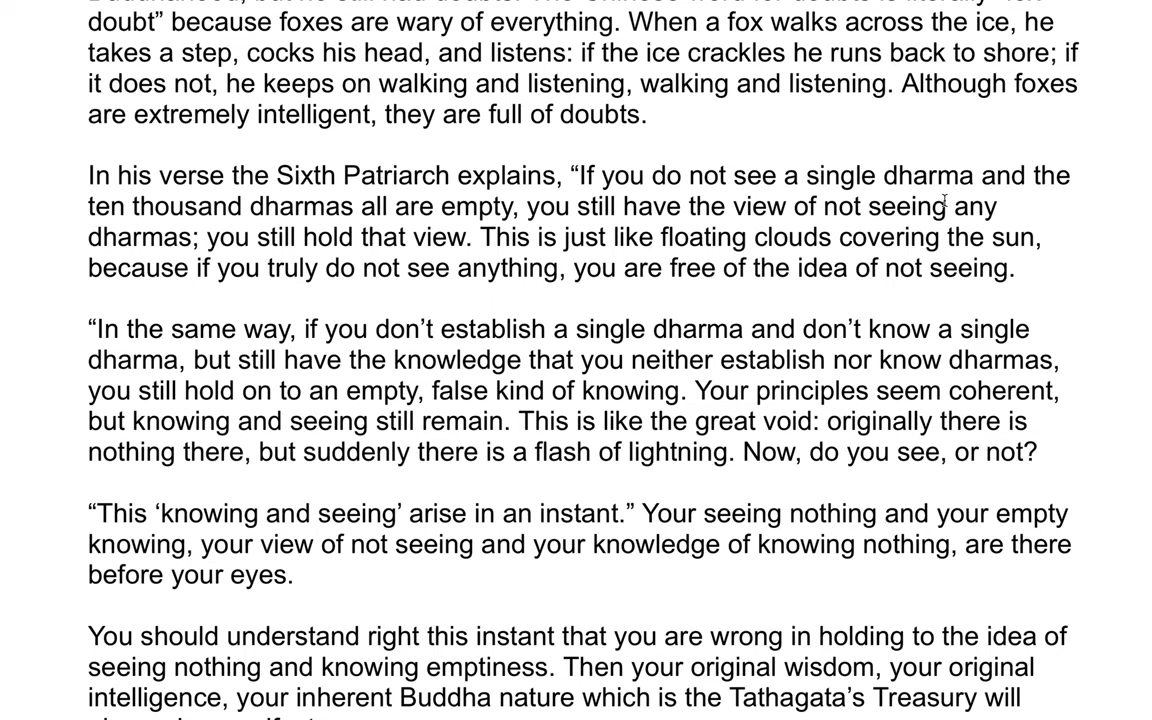 doubt” because foxes are wary of everything. When a fox walks across the ice, he
takes a step, cocks his head, and listens: if the ice crackles he runs back to shore; if
it does not, he keeps on walking and listening, walking and listening. Although foxes
are extremely intelligent, they are full of doubts.
In his verse the Sixth Patriarch explains, “If you do not see a single dharma and the
ten thousand dharmas all are empty, you still have the view of not seeing any
dharmas; you still hold that view. This is just like floating clouds covering the sun,
because if you truly do not see anything, you are free of the idea of not seeing.
“In the same way, if you don’t establish a single dharma and don’t know a single
dharma, but still have the knowledge that you neither establish nor know dharmas,
you still hold on to an empty, false kind of knowing. Your principles seem coherent,
but knowing and seeing still remain. This is like the great void: originally there is
nothing there, but suddenly there is a flash of lightning. Now, do you see, or not?
“This ‘knowing and seeing’ arise in an instant.” Your seeing nothing and your empty
knowing, your view of not seeing and your knowledge of knowing nothing, are there
before your eyes.
You should understand right this instant that you are wrong in holding to the idea of
seeing nothing and knowing emptiness. Then your original wisdom, your original
intelligence, your inherent Buddha nature which is the Tathagata’s Treasury will